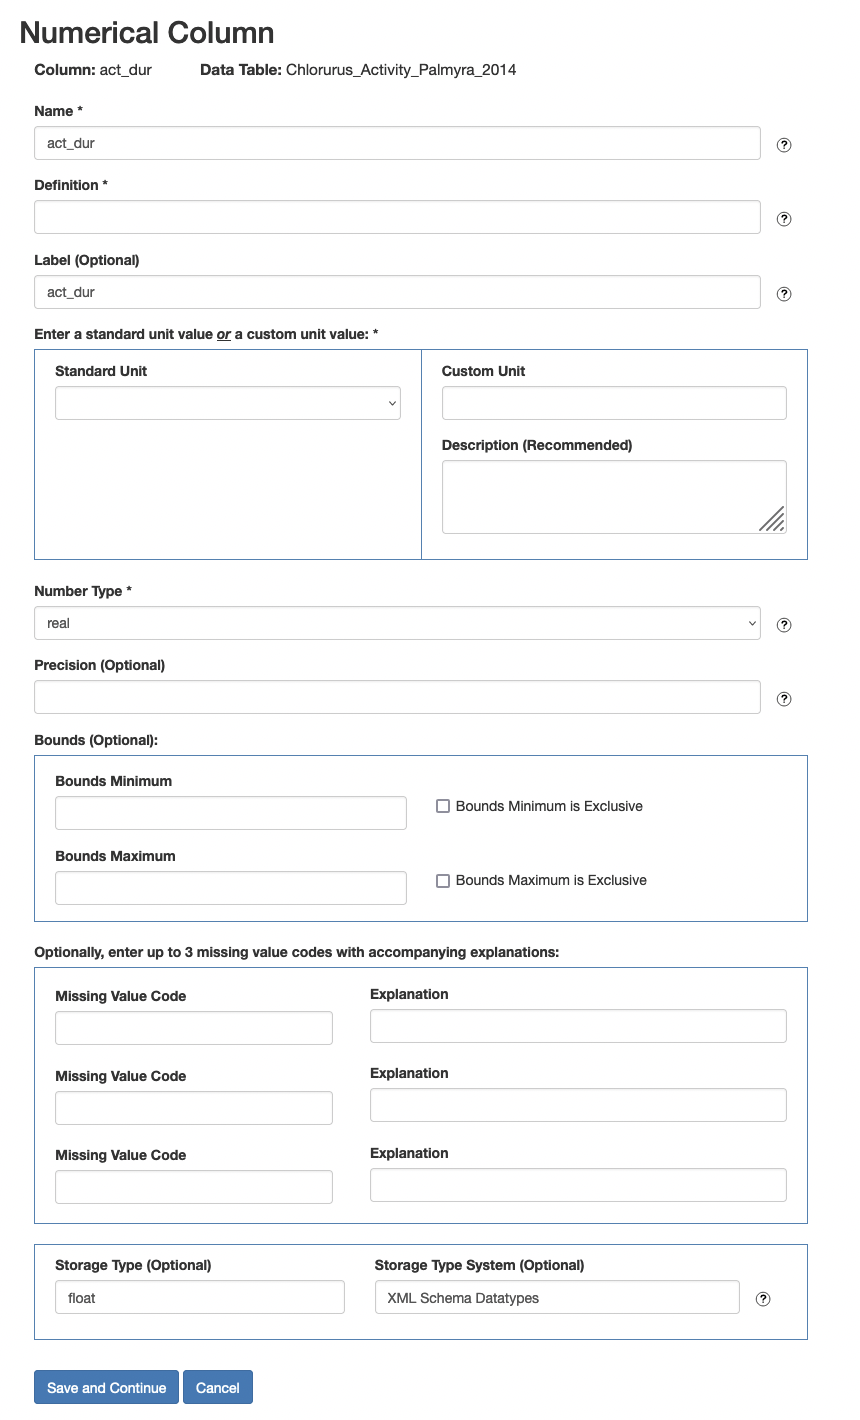 Numerical Column
Column: act_dur Data Table: Chlorurus_Activity_Palmyra_2014
Name *
act_dur
?
Definition *
?
Label (Optional)
act_dur
?
Enter a standard unit value or a custom unit value: *
Standard Unit
Custom Unit
Description (Recommended)
Number Type *
real
?
Precision (Optional)
?
Bounds (Optional):
Bounds Minimum
Bounds Minimum is Exclusive
Bounds Maximum
Bounds Maximum is Exclusive
Optionally, enter up to 3 missing value codes with accompanying explanations:
Missing Value Code Explanation
Missing Value Code Explanation
Missing Value Code Explanation
Storage Type (Optional) Storage Type System (Optional)
float XML Schema Datatypes ?
Save and Continue Cancel